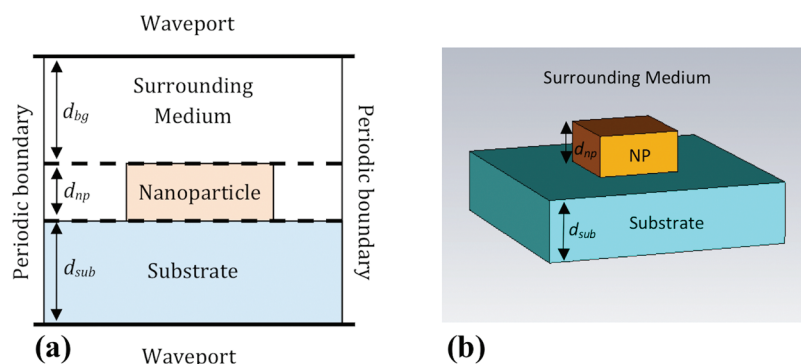 Waveport
Surrounding
Medium
d_bg
Periodic boundary
Periodic boundary
d_np
Nanoparticle
d_sub
Substrate
(a)
Waveport
Surrounding Medium
d_np
NP
d_sub
Substrate
(b)